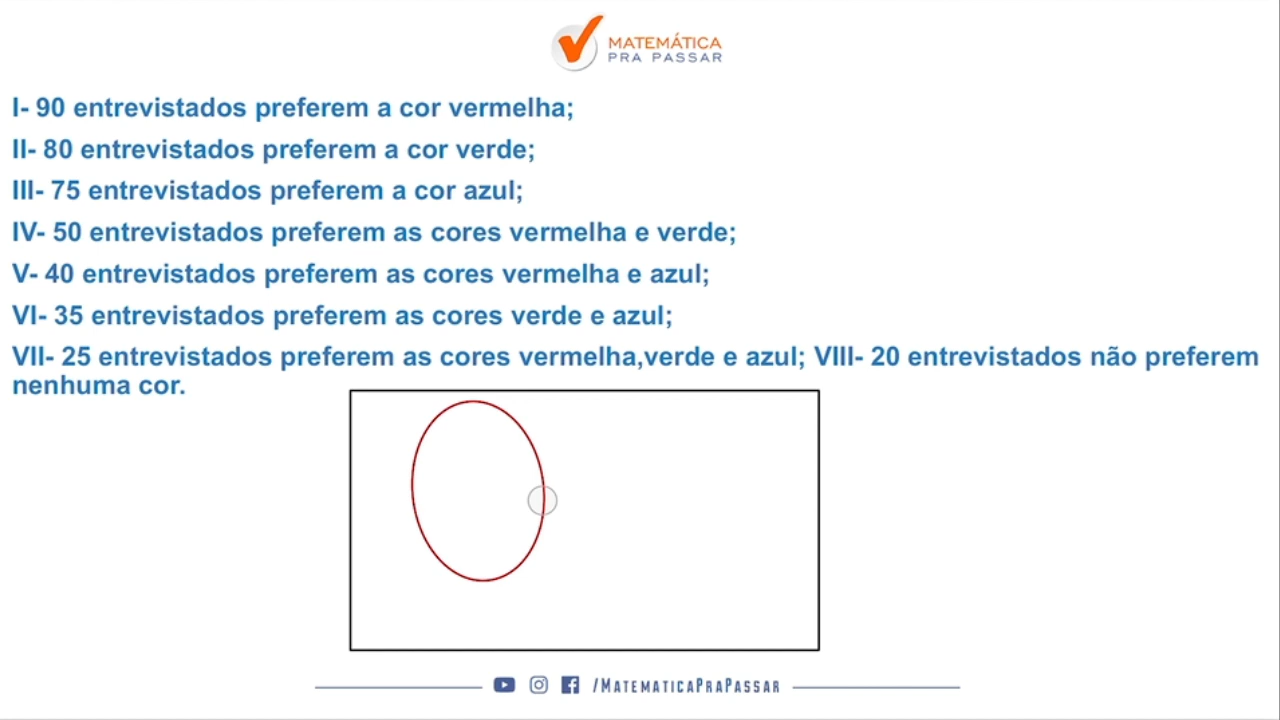 MATEMÁTICA
PRA PASSAR
I- 90 entrevistados preferem a cor vermelha;
II- 80 entrevistados preferem a cor verde;
III- 75 entrevistados preferem a cor azul;
IV- 50 entrevistados preferem as cores vermelha e verde;
V- 40 entrevistados preferem as cores vermelha e azul;
VI- 35 entrevistados preferem as cores verde e azul;
VII- 25 entrevistados preferem as cores vermelha,verde e azul; VIII- 20 entrevistados não preferem
nenhuma cor.
/MATEMATICAPRAPASSAR